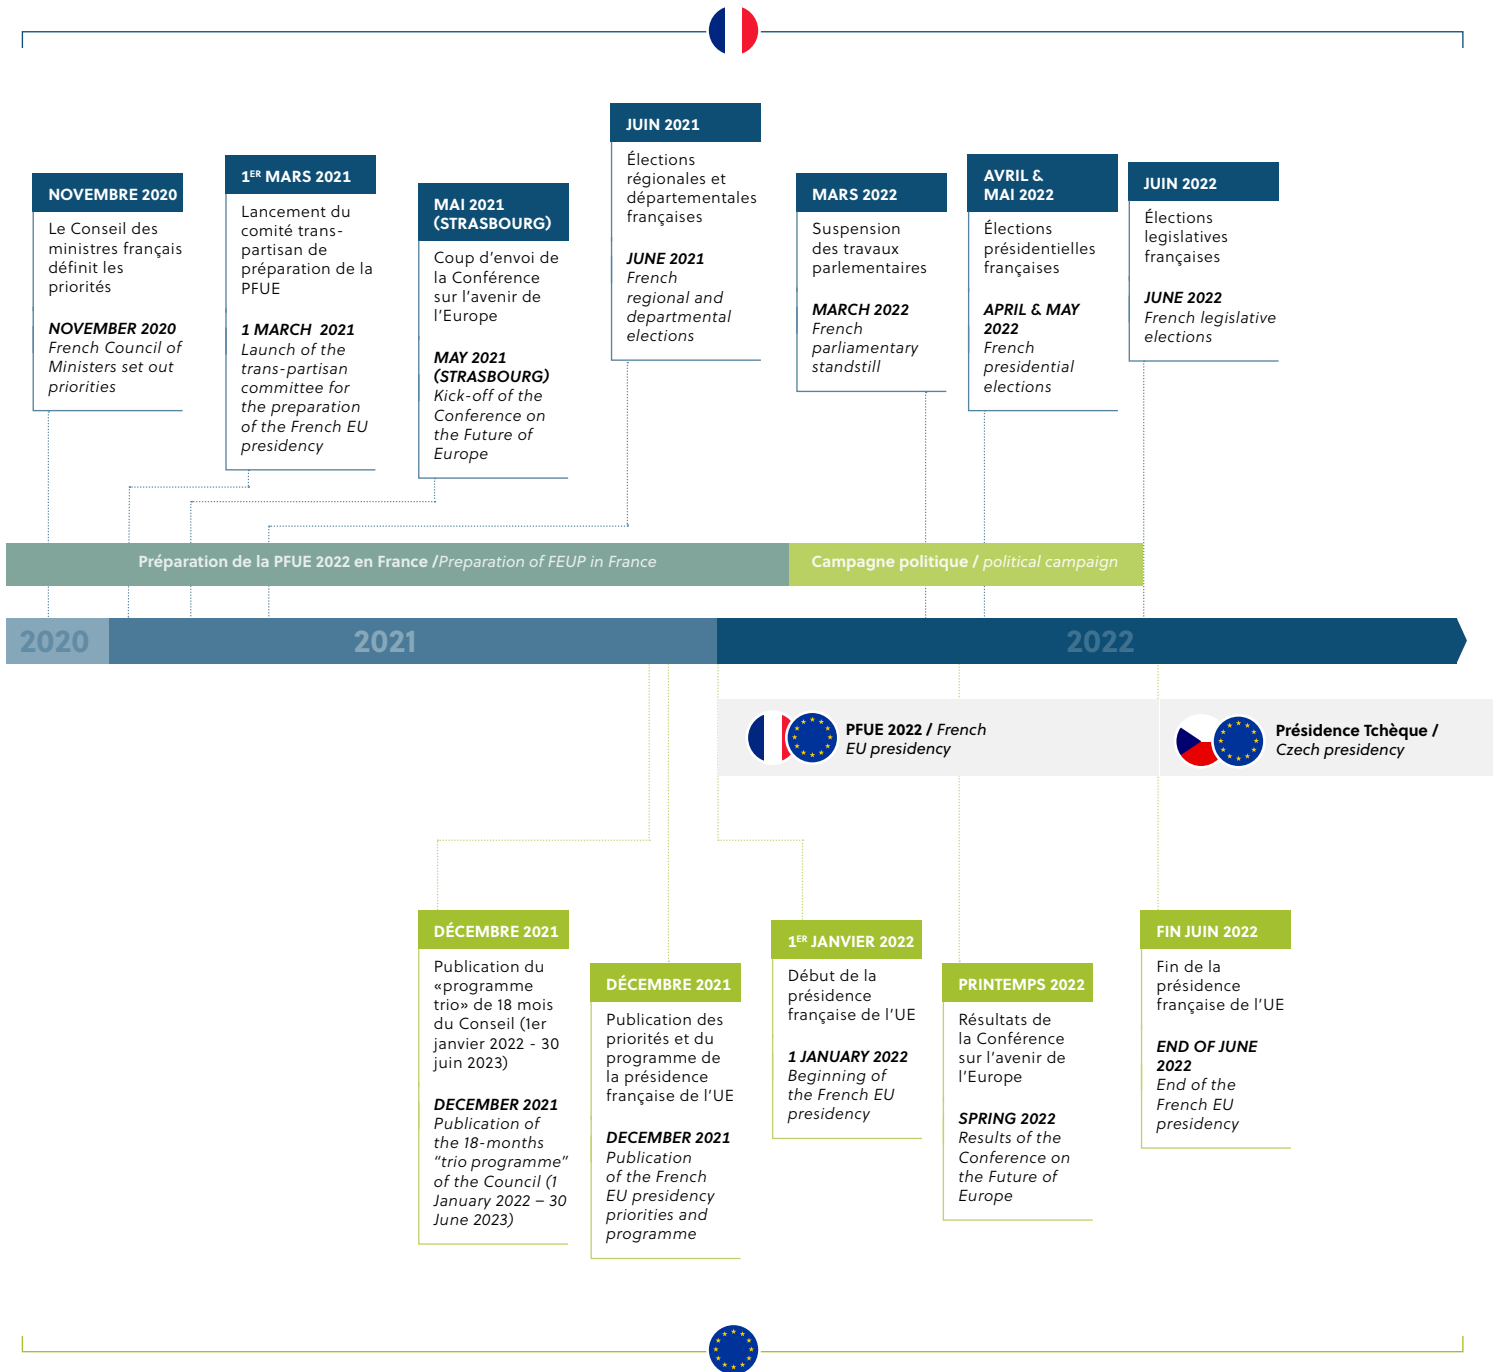 NOVEMBRE 2020
Le Conseil des
ministres français
définit les
priorités
NOVEMBER 2020
French Council of
Ministers set out
priorities
1ER MARS 2021
Lancement du
comité trans-
partisan de
préparation de la
PFUE
1 MARCH 2021
Launch of the
trans-partisan
committee for
the preparation
of the French EU
presidency
MAI 2021
(STRASBOURG)
Coup d’envoi de
la Conférence
sur l’avenir de
l’Europe
MAY 2021
(STRASBOURG)
Kick-off of the
Conference on
the Future of
Europe
JUIN 2021
Élections
régionales et
départementales
françaises
JUNE 2021
French
regional and
departmental
elections
MARS 2022
Suspension
des travaux
parlementaires
MARCH 2022
French
parliamentary
standstill
AVRIL &
MAI 2022
Élections
présidentielles
françaises
APRIL & MAY
2022
French
presidential
elections
JUIN 2022
Élections
legislatives
françaises
JUNE 2022
French legislative
elections
Préparation de la PFUE 2022 en France /Preparation of FEUP in France
Campagne politique / political campaign
2020
2021
2022
PFUE 2022 / French
EU presidency
Présidence Tchèque /
Czech presidency
DÉCEMBRE 2021
Publication du
«programme
trio» de 18 mois
du Conseil (1er
janvier 2022 - 30
juin 2023)
DECEMBER 2021
Publication of
the 18-months
“trio programme”
of the Council (1
January 2022 – 30
June 2023)
DÉCEMBRE 2021
Publication des
priorités et du
programme de
la présidence
française de l’UE
DECEMBER 2021
Publication
of the French
EU presidency
priorities and
programme
1ER JANVIER 2022
Début de la
présidence
française de l’UE
1 JANUARY 2022
Beginning of
the French EU
presidency
PRINTEMPS 2022
Résultats de
la Conférence
sur l’avenir de
l’Europe
SPRING 2022
Results of the
Conference on
the Future of
Europe
FIN JUIN 2022
Fin de la
présidence
française de l’UE
END OF JUNE
2022
End of the
French EU
presidency